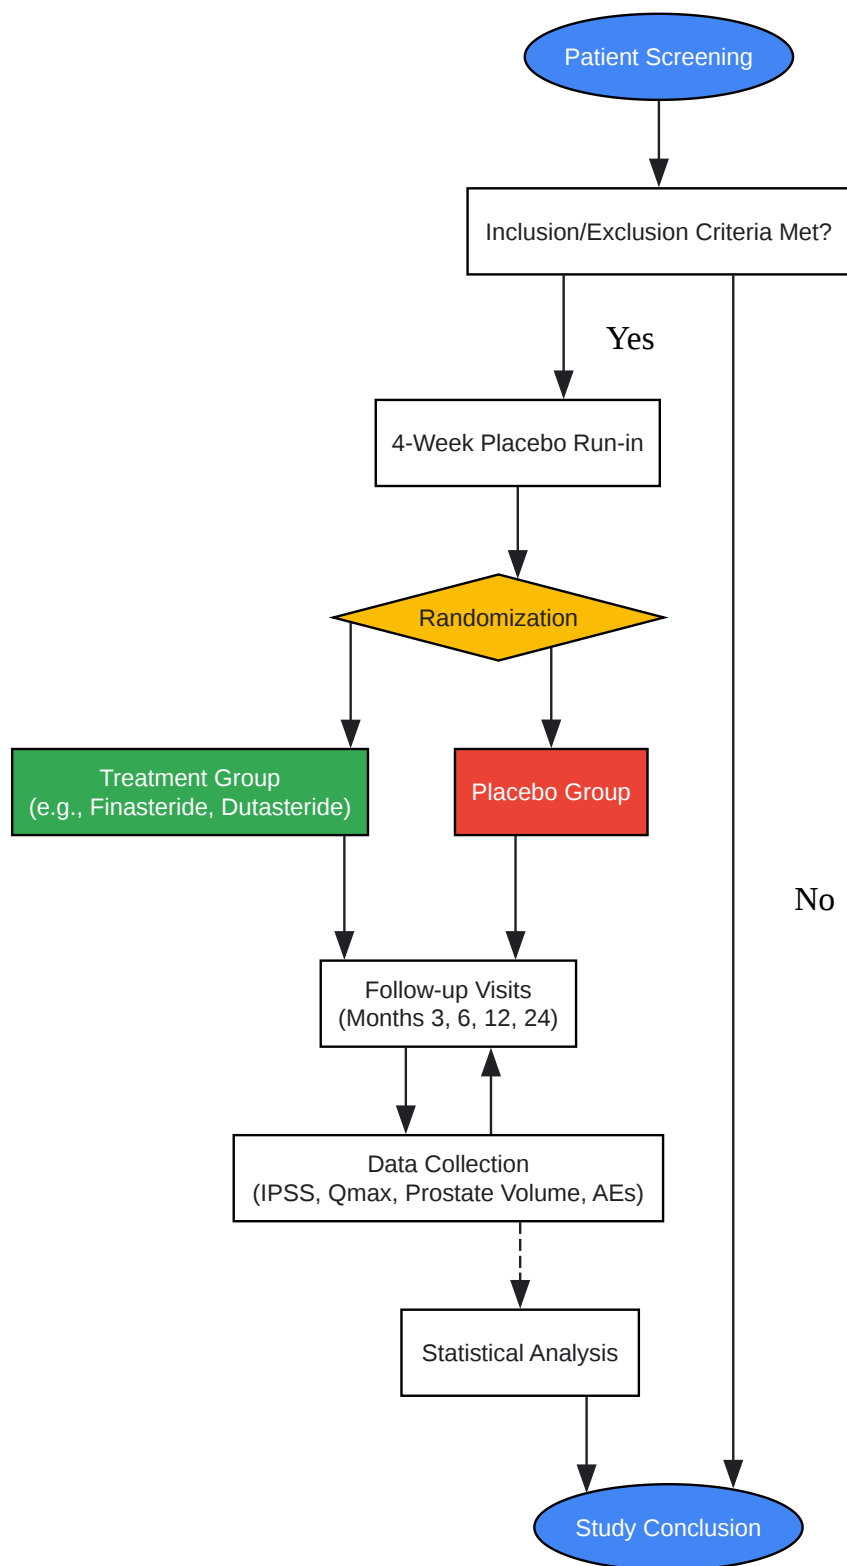 Patient Screening
Inclusion/Exclusion Criteria Met?
Yes
4-Week Placebo Run-in
Randomization
Treatment Group
(e.g., Finasteride, Dutasteride)
Placebo Group
No
Follow-up Visits
(Months 3, 6, 12, 24)
Data Collection
(IPSS, Qmax, Prostate Volume, AEs)
Statistical Analysis
Study Conclusion